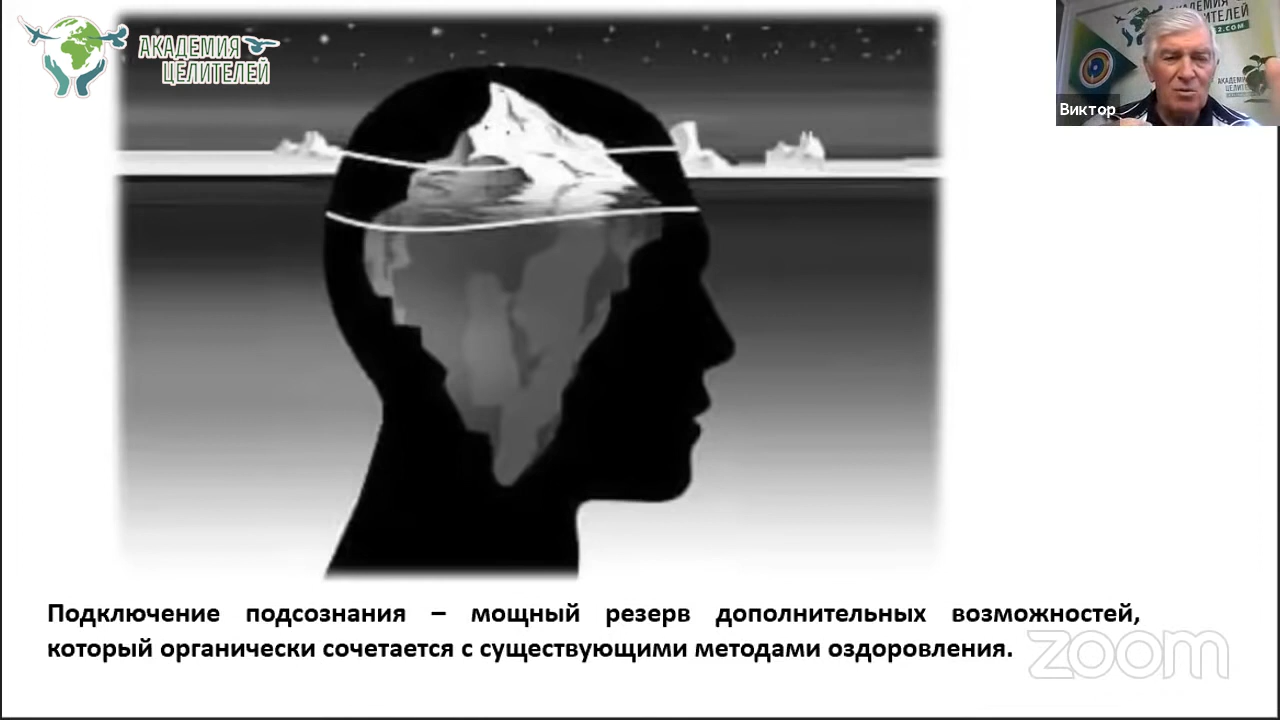 АКАДЕМИЯ
ЦЕЛИТЕЛЕЙ
Виктор
Подключение подсознания – мощный резерв дополнительных возможностей,
который органически сочетается с существующими методами оздоровления.
zoom